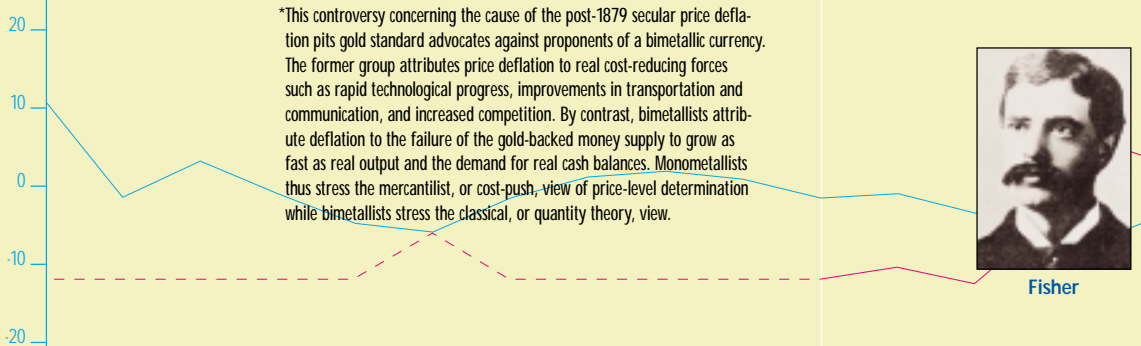 20
10
0
-10
-20
*This controversy concerning the cause of the post-1879 secular price defla-
tion pits gold standard advocates against proponents of a bimetallic currency.
The former group attributes price deflation to real cost-reducing forces
such as rapid technological progress, improvements in transportation and
communication, and increased competition. By contrast, bimetallists attrib-
ute deflation to the failure of the gold-backed money supply to grow as
fast as real output and the demand for real cash balances. Monometallists
thus stress the mercantilist, or cost-push, view of price-level determination
while bimetallists stress the classical, or quantity theory, view.
Fisher